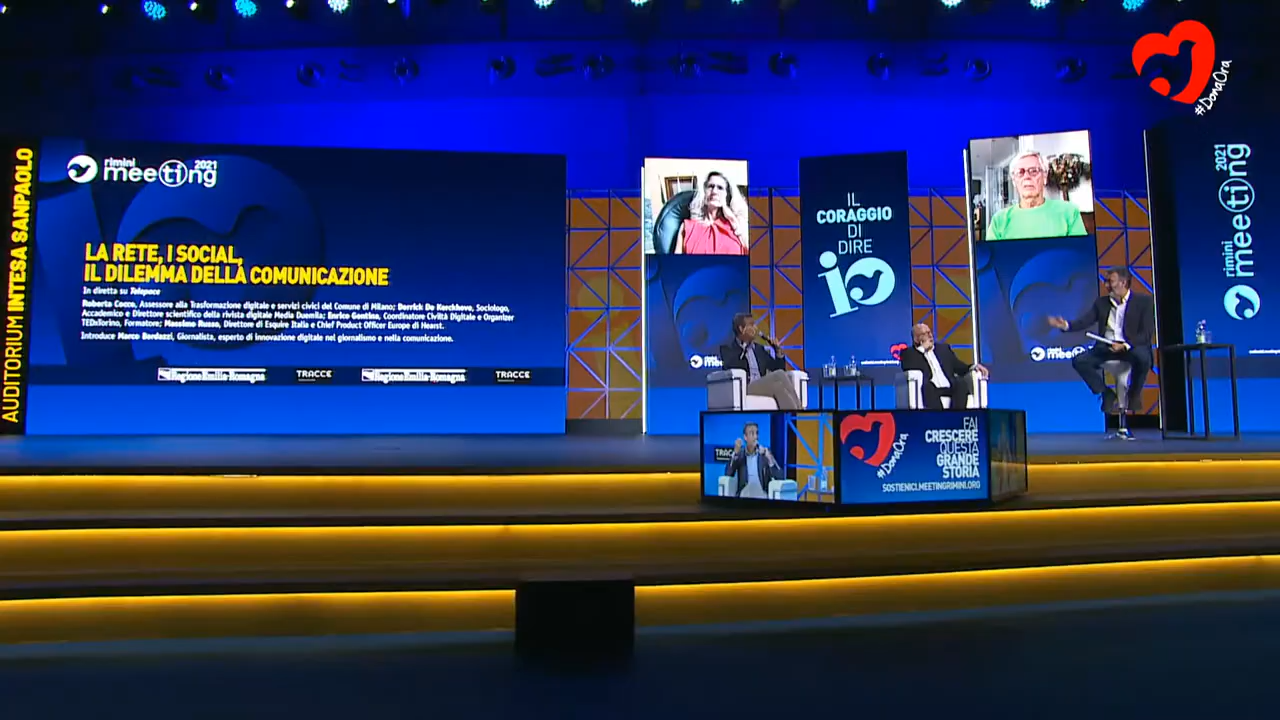 AUDITORIUM INTESA SANPAOLO
rimini
meeting
2021
LA RETE, I SOCIAL,
IL DILEMMA DELLA COMUNICAZIONE
In diretta su Telepace
Roberta Cocco, Assessore alla Trasformazione digitale e servizi civici del Comune di Milano; Derrick De Kerckhove, Sociologo,
Accademico e Direttore scientifico della rivista digitale Media Duemila; Enrico Gentina, Coordinatore Civiltà Digitale e Organizer
TEDxTorino, Formatore; Massimo Russo, Direttore di Esquire Italia e Chief Product Officer Europe di Hearst.
Introduce Marco Bardazzi, Giornalista, esperto di innovazione digitale nel giornalismo e nella comunicazione.
RegioneEmilia-Romagna
TRACCE
RegioneEmilia-Romagna
TRACCE
IL
CORAGGIO
DI
DIRE
io
rimini
meeting
2021
#DonaOra
meeting
TRACC
#DonaOra
FAI
CRESCERE
QUESTA
GRANDE
STORIA
SOSTIENICI.MEETINGRIMINI.ORG